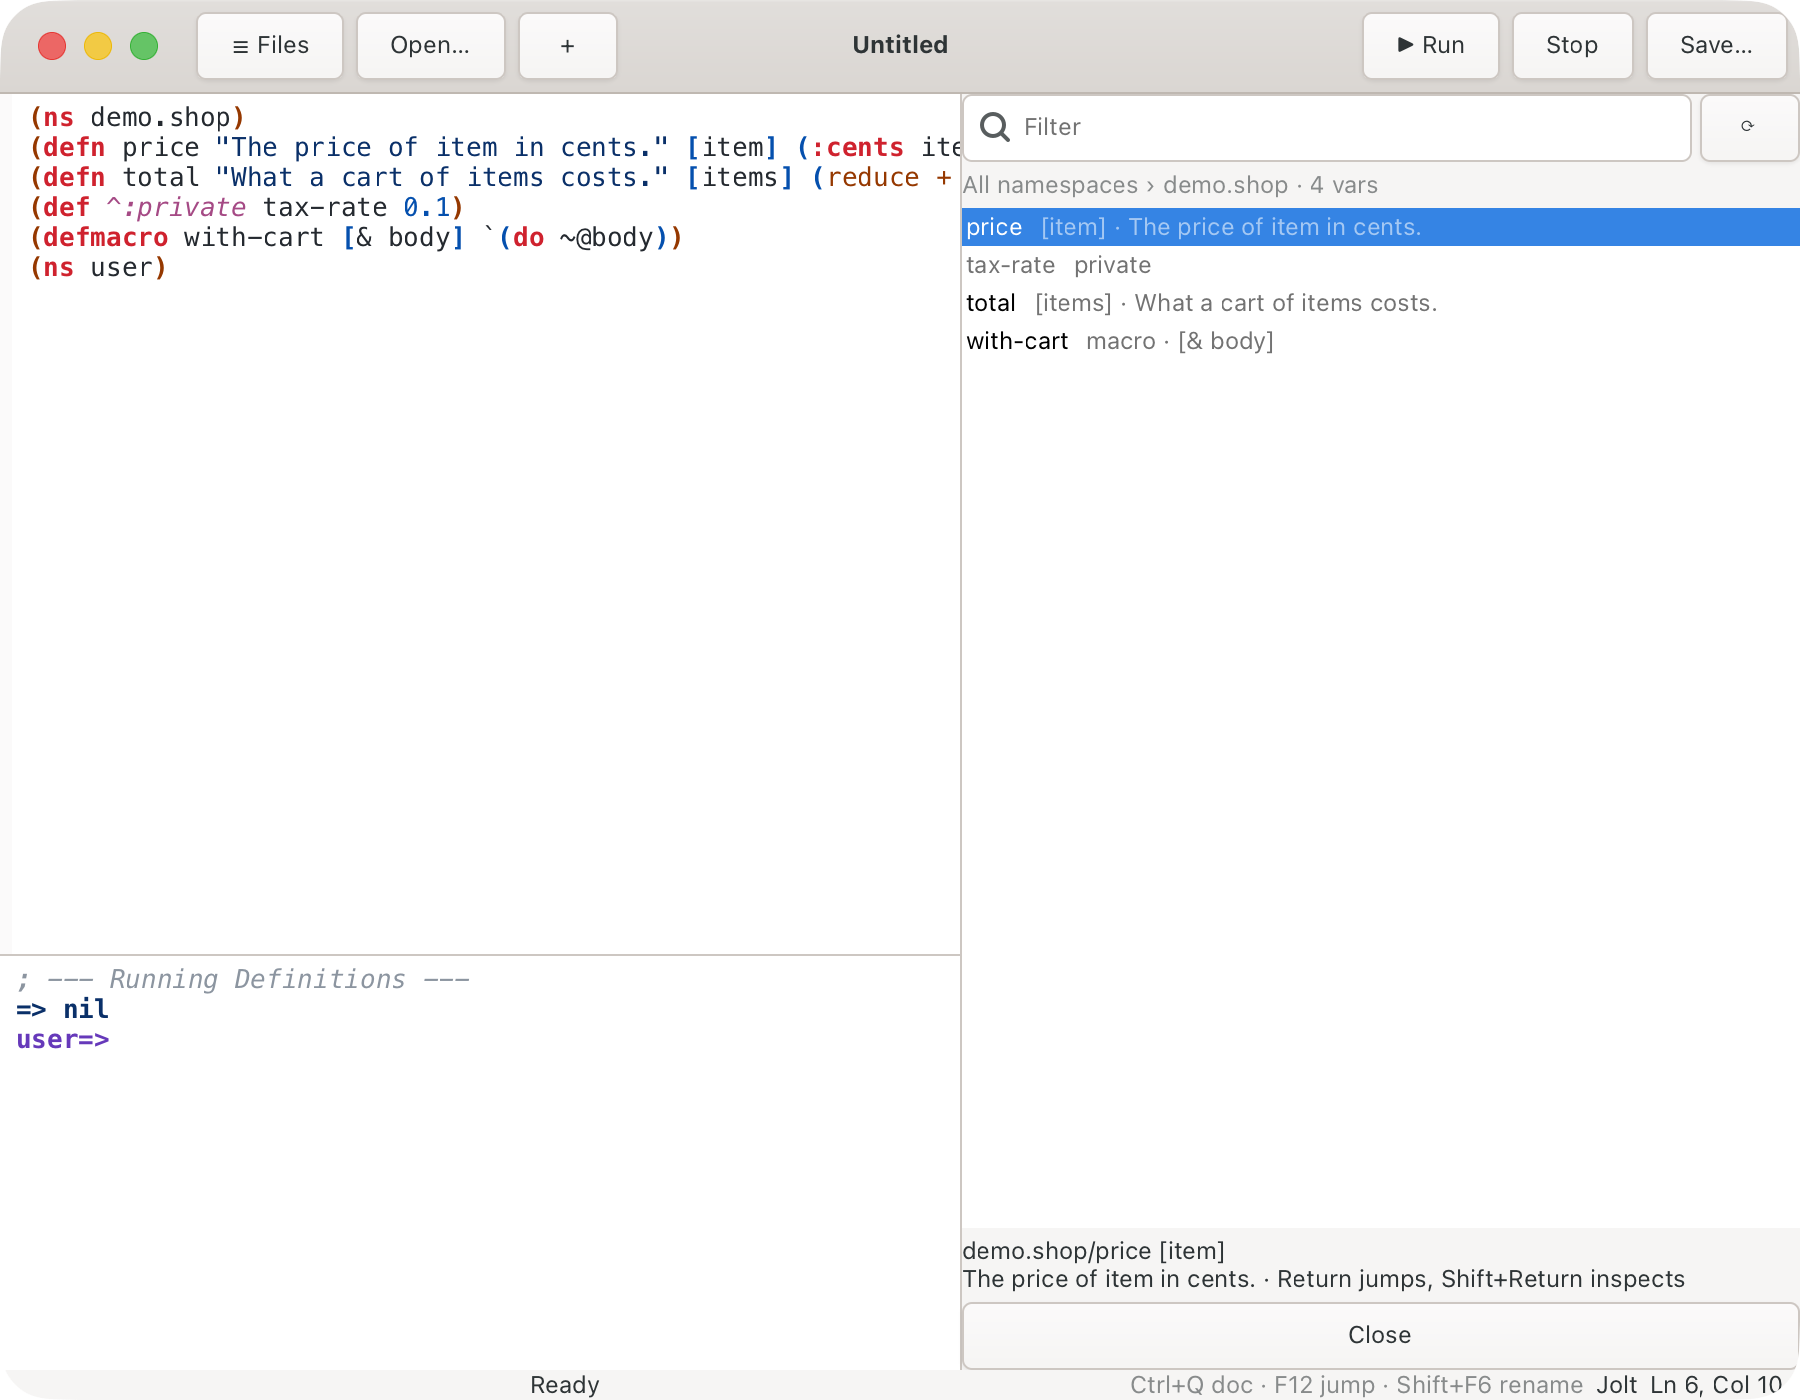 ≡ Files
Open...
+
Untitled
▶ Run
Stop
Save...
(ns demo.shop)
(defn price "The price of item in cents." [item] (:cents ite
(defn total "What a cart of items costs." [items] (reduce +
(def ^:private tax-rate 0.1)
(defmacro with-cart [& body] `(do ~@body))
(ns user)
; --- Running Definitions ---
=> nil
user=>
Filter
⟳
All namespaces › demo.shop · 4 vars
price [item] · The price of item in cents.
tax-rate private
total [items] · What a cart of items costs.
with-cart macro · [& body]
demo.shop/price [item]
The price of item in cents. · Return jumps, Shift+Return inspects
Close
Ready
Ctrl+Q doc · F12 jump · Shift+F6 rename Jolt Ln 6, Col 10